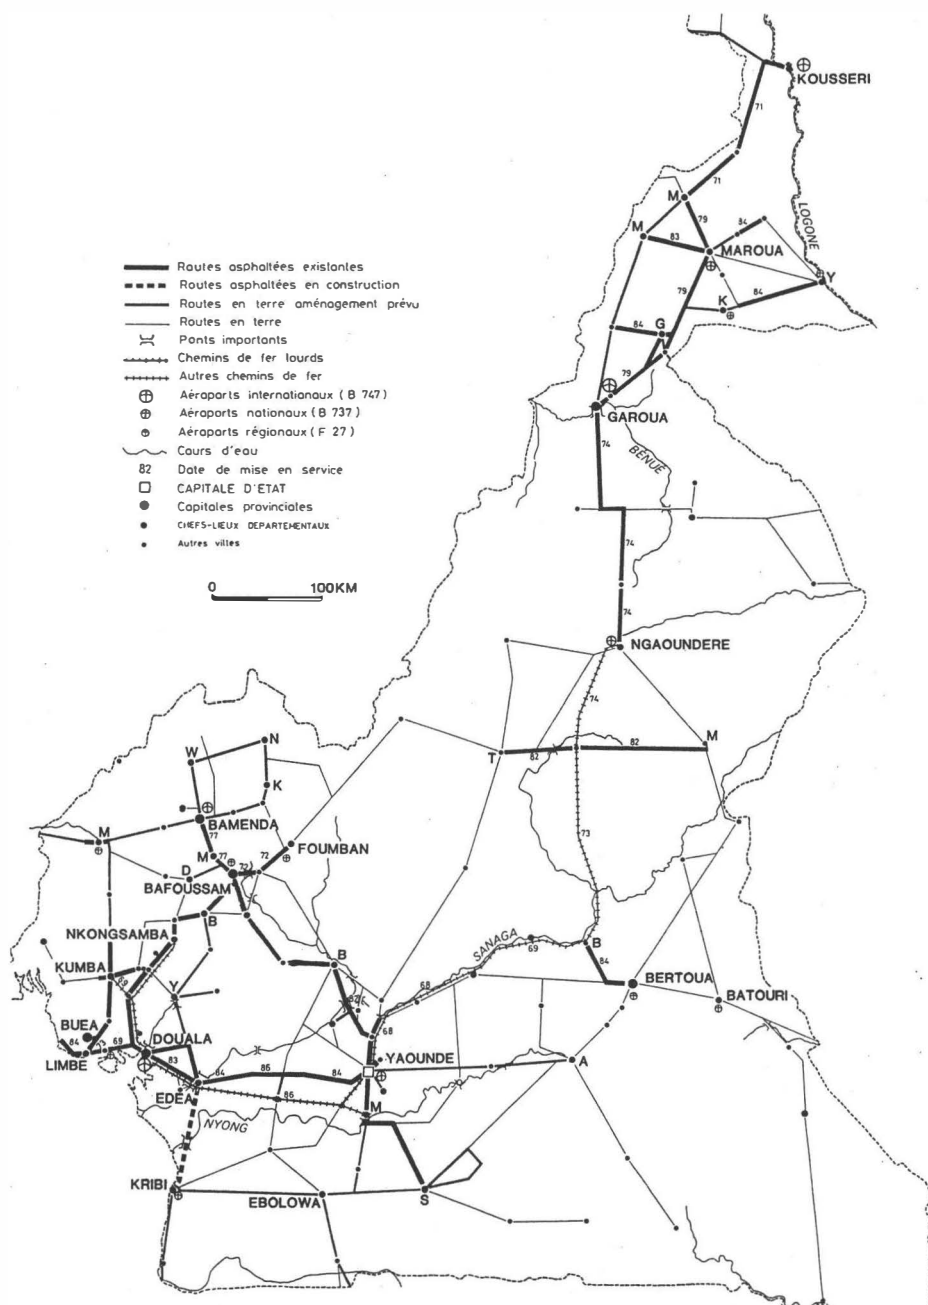 KOUSSERI
71
71
LOGONE
M
79
84
M
83
MAROUA
Y
79
84
K
G
84
79
GAROUA
74
BÉNUÉ
Routes asphaltées existantes
Routes asphaltées en construction
Routes en terre aménagement prévu
Routes en terre
Ponts importants
Chemins de fer lourds
Autres chemins de fer
Aéroports internationaux ( B 747)
Aéroports nationaux ( B 737)
Aéroports régionaux ( F 27 )
Cours d'eau
82 Date de mise en service
CAPITALE D'ETAT
Capitales provinciales
CHEFS-LIEUX DEPARTEMENTAUX
Autres villes
0 100KM
74
74
NGAOUNDERE
74
M
N
W
T
82
82
K
BAMENDA
M
77
73
FOUMBAN
M
77
72
72
D
BAFOUSSAM
B
NKONGSAMBA
SANAGA
69
B
B
KUMBA
69
84
BERTOUA
68
BATOURI
Y
82
BUEA
68
84
69
DOUALA
YAOUNDE
LIMBE
83
84
86
84
A
EDEA
86
M
NYONG
KRIBI
EBOLOWA
S